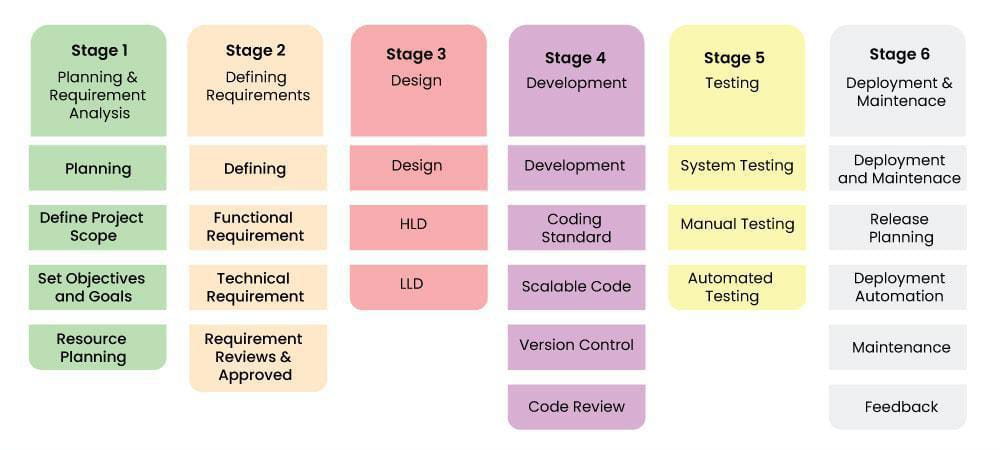 Stage 1
Planning &
Requirement
Analysis
Planning
Define Project
Scope
Set Objectives
and Goals
Resource
Planning
Stage 2
Defining
Requirements
Defining
Functional
Requirement
Technical
Requirement
Requirement
Reviews &
Approved
Stage 3
Design
Design
HLD
LLD
Stage 4
Development
Development
Coding
Standard
Scalable Code
Version Control
Code Review
Stage 5
Testing
System Testing
Manual Testing
Automated
Testing
Stage 6
Deployment &
Maintenace
Deployment
and Maintenace
Release
Planning
Deployment
Automation
Maintenance
Feedback